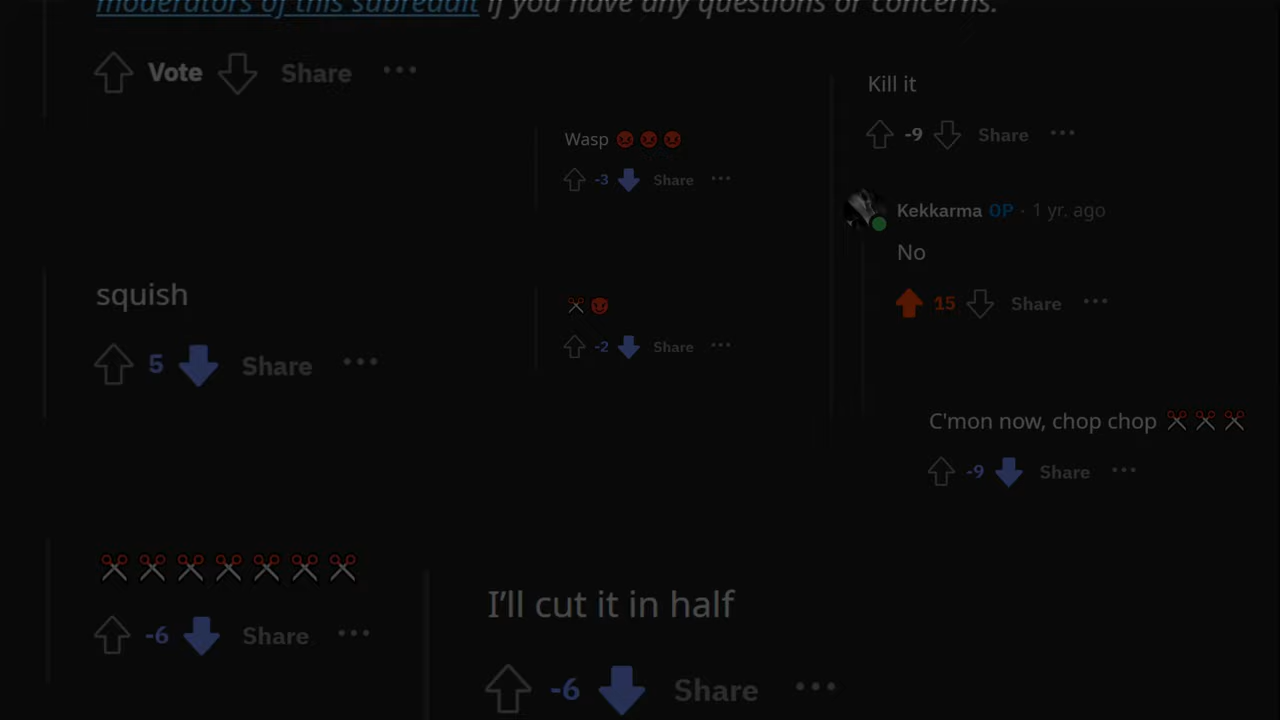 moderators of this subreddit if you have any questions or concerns.
Vote Share •••
Kill it
-9 Share •••
Wasp 😡😡😡
-3 Share •••
Kekkarma OP · 1 yr. ago
No
15 Share •••
squish
5 Share •••
✂😡
-2 Share •••
C'mon now, chop chop ✂✂✂
-9 Share •••
✂✂✂✂✂✂✂
-6 Share •••
I’ll cut it in half
-6 Share •••